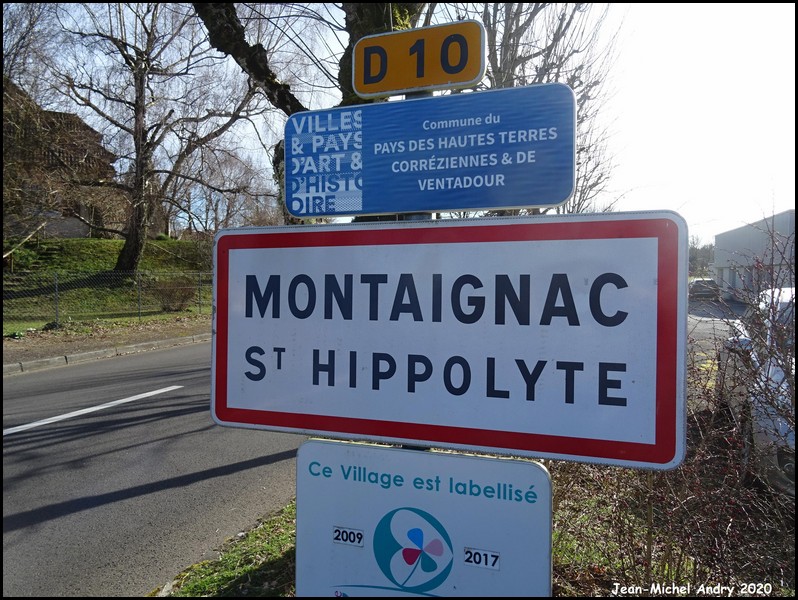 D 10
VILLES
& PAYS
D'ART &
D'HISTO
OIRE
Commune du
PAYS DES HAUTES TERRES
CORRÉZIENNES & DE
VENTADOUR
MONTAIGNAC
ST HIPPOLYTE
Ce Village est labellisé
2009
2017
Jean-Michel Andry 2020